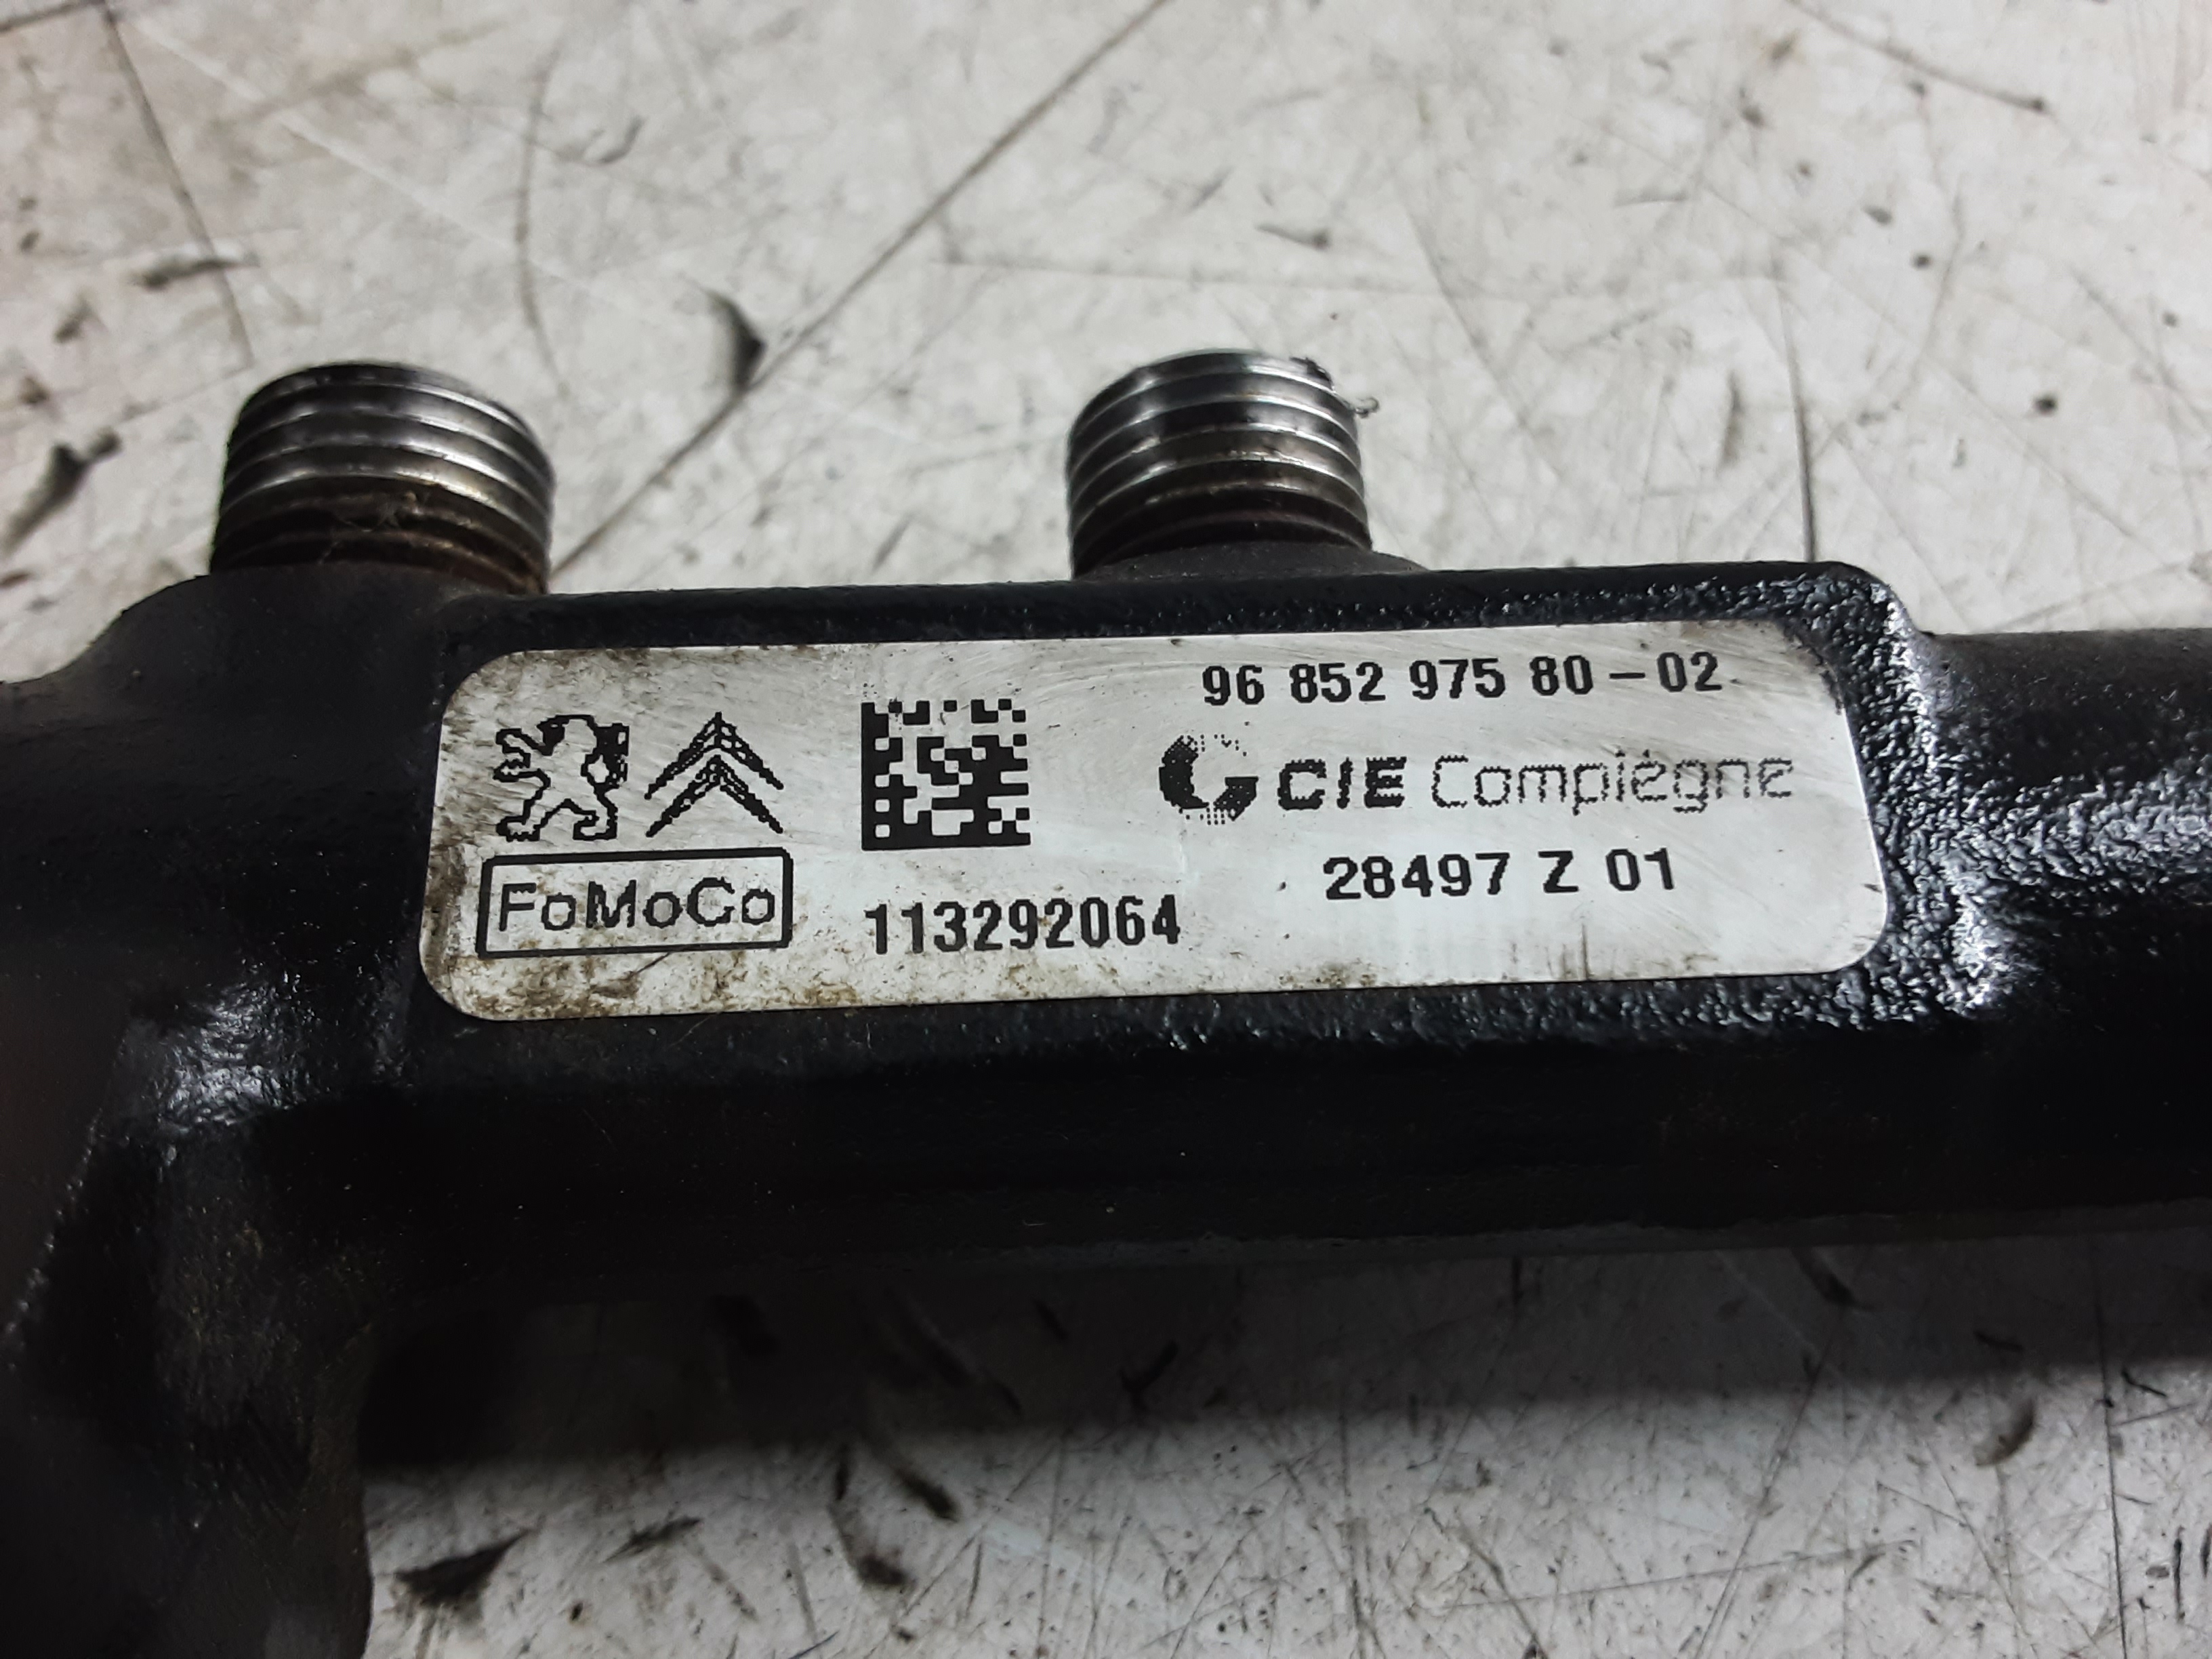 96 852 975 80-02
CIE Compiègne
28497 Z 01
FoMoCo
113292064